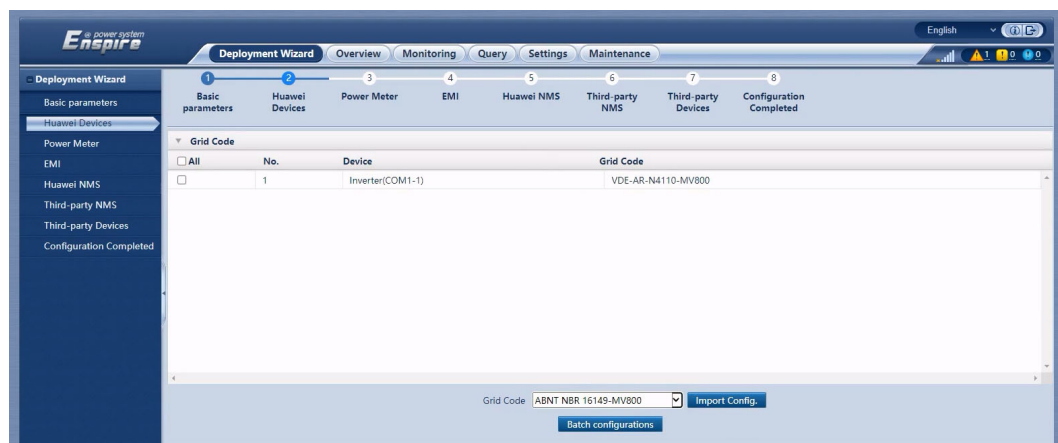 Enspire
@ power system
English
Deployment Wizard Overview Monitoring Query Settings Maintenance
1 0 0
Deployment Wizard
Basic parameters
Huawei Devices
Power Meter
EMI
Huawei NMS
Third-party NMS
Third-party Devices
Configuration Completed
1 2 3 4 5 6 7 8
Basic parameters
Huawei Devices
Power Meter
EMI
Huawei NMS
Third-party NMS
Third-party Devices
Configuration Completed
Grid Code
All No. Device Grid Code
1 Inverter(COM1-1) VDE-AR-N4110-MV800
Grid Code ABNT NBR 16149-MV800 Import Config.
Batch configurations